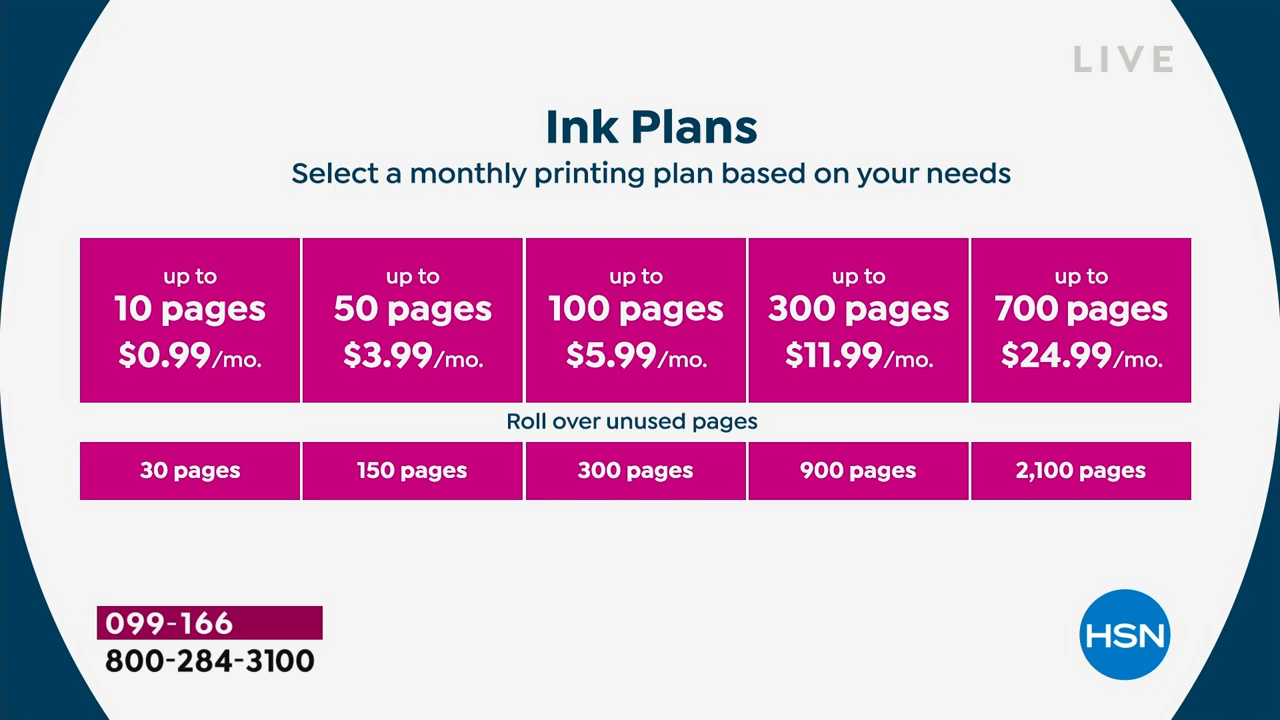 LIVE
Ink Plans
Select a monthly printing plan based on your needs
up to
10 pages
$0.99/mo.
up to
50 pages
$3.99/mo.
up to
100 pages
$5.99/mo.
up to
300 pages
$11.99/mo.
up to
700 pages
$24.99/mo.
Roll over unused pages
30 pages
150 pages
300 pages
900 pages
2,100 pages
099-166
800-284-3100
HSN